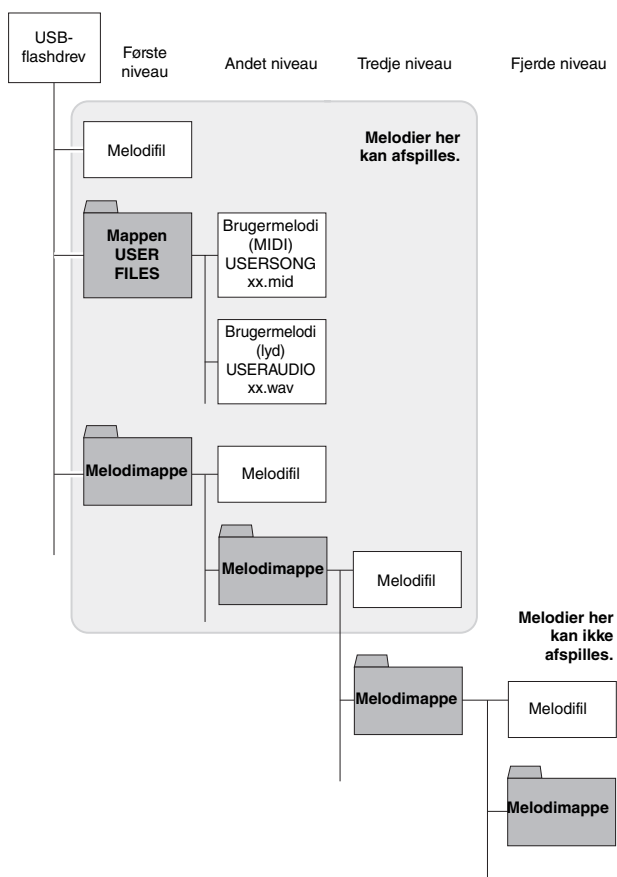 USB-
flashdrev
Første
niveau
Andet niveau
Tredje niveau
Fjerde niveau
Melodifil
Melodier her
kan afspilles.
Mappen
USER
FILES
Brugermelodi
(MIDI)
USERSONG
xx.mid
Brugermelodi
(lyd)
USERAUDIO
xx.wav
Melodimappe
Melodifil
Melodimappe
Melodifil
Melodier her
kan ikke
afspilles.
Melodimappe
Melodifil
Melodimappe